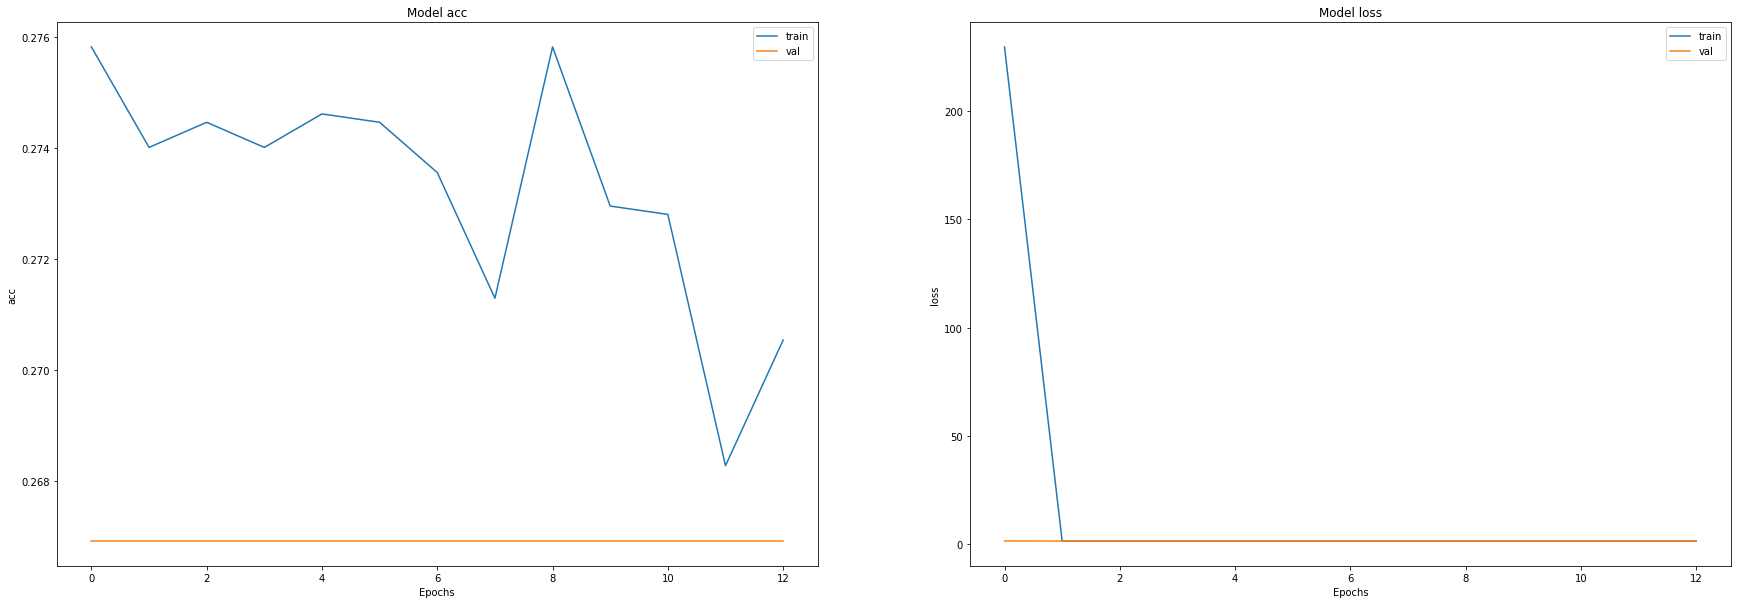 Model acc
0.276
0.274
0.272
0.270
0.268
acc
0 2 4 6 8 10 12
Epochs
train
val
Model loss
200
150
100
50
0
loss
0 2 4 6 8 10 12
Epochs
train
val